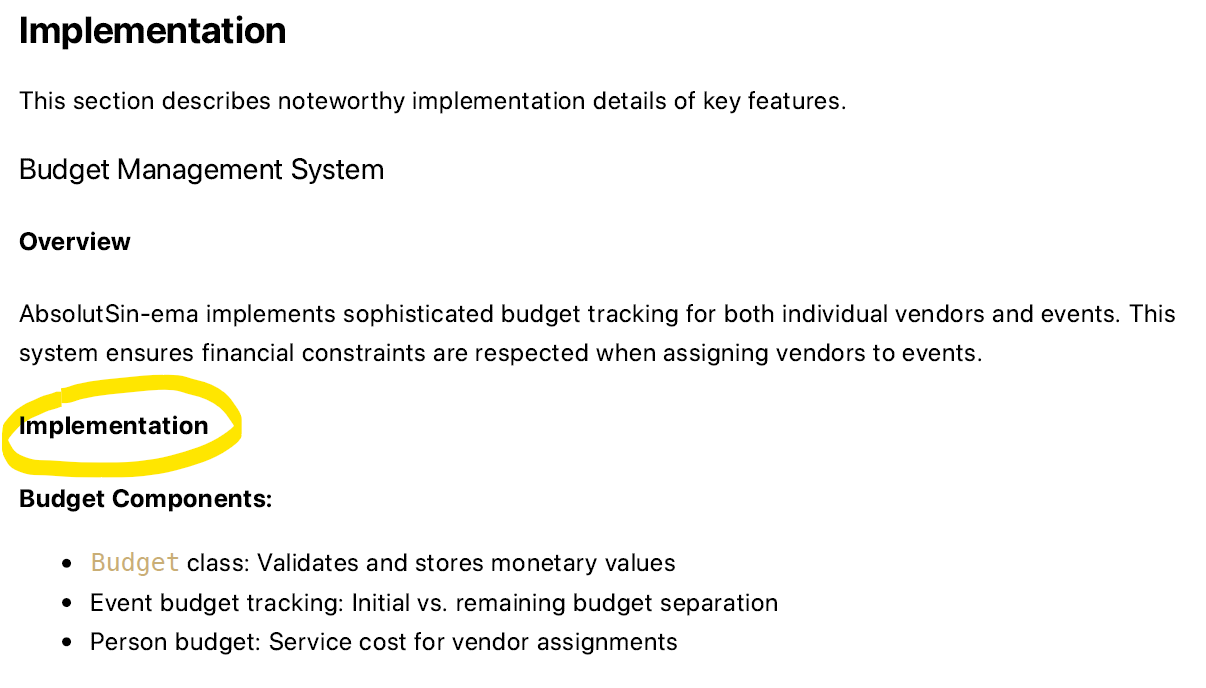 Implementation
This section describes noteworthy implementation details of key features.
Budget Management System
Overview
AbsolutSin-ema implements sophisticated budget tracking for both individual vendors and events. This
system ensures financial constraints are respected when assigning vendors to events.
Implementation
Budget Components:
• Budget class: Validates and stores monetary values
• Event budget tracking: Initial vs. remaining budget separation
• Person budget: Service cost for vendor assignments